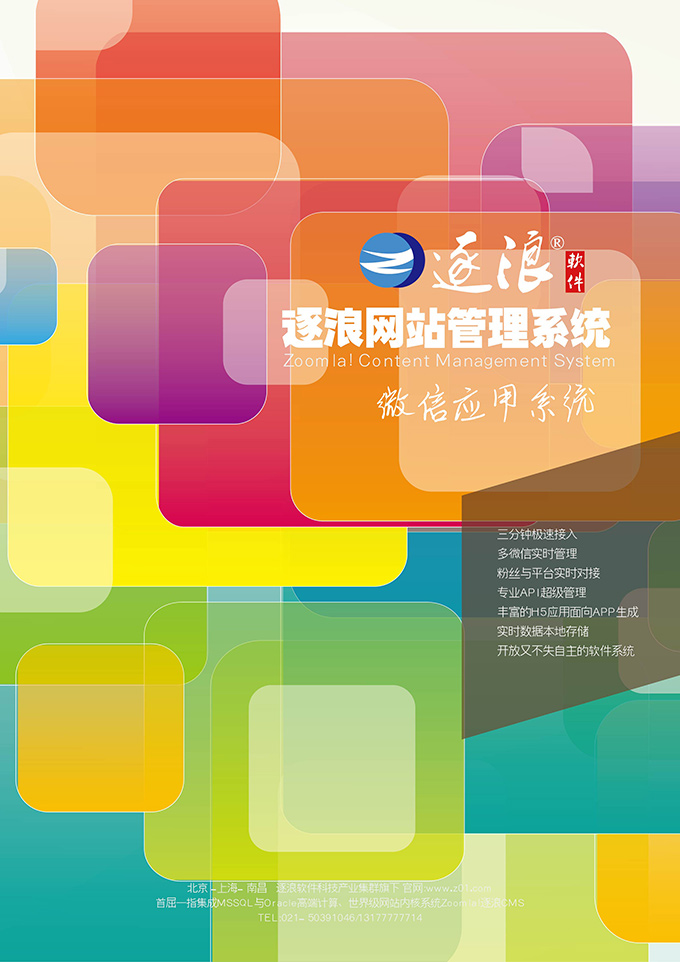 逐浪®
軟件
逐浪网站管理系统
Zoomla! Content Management System
微信应用系统
三分钟极速接入
多微信实时管理
粉丝与平台实时对接
专业API超级管理
丰富的H5应用面向APP生成
实时数据本地存储
开放又不失自主的软件系统
北京-上海-南昌 逐浪软件科技产业集群旗下 官网:www.z01.com
首屈一指集成MSSQL与Oracle高端计算、世界级网站内核系统Zoomla!逐浪CMS
TEL:021-50391046/13177777714